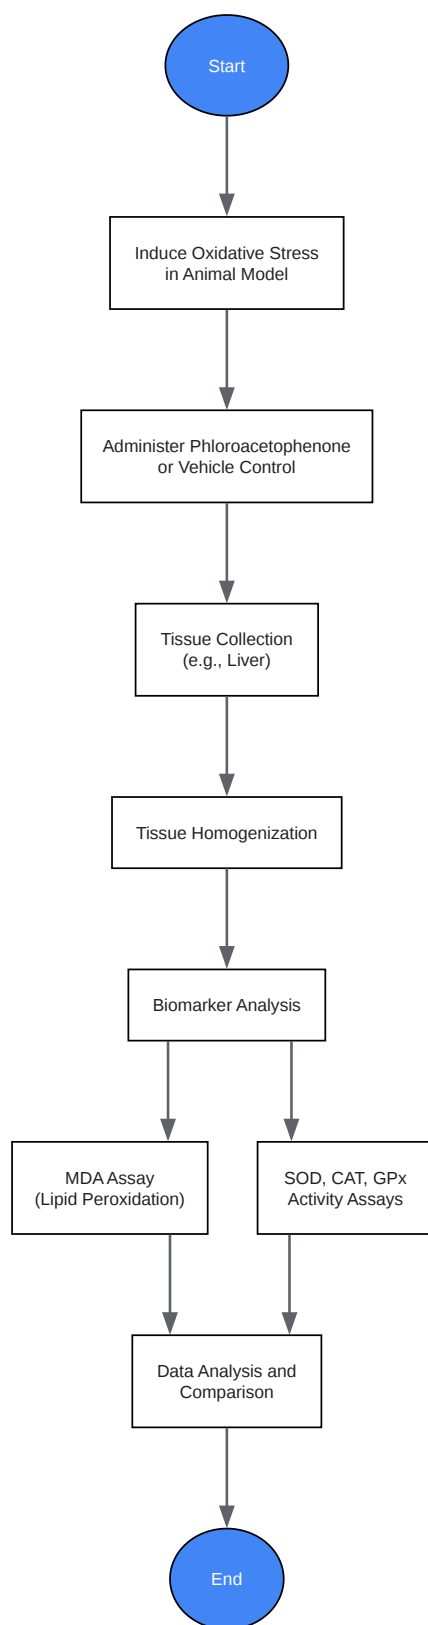 Start
Induce Oxidative Stress
in Animal Model
Administer Phloroacetophenone
or Vehicle Control
Tissue Collection
(e.g., Liver)
Tissue Homogenization
Biomarker Analysis
MDA Assay
(Lipid Peroxidation)
SOD, CAT, GPx
Activity Assays
Data Analysis and
Comparison
End